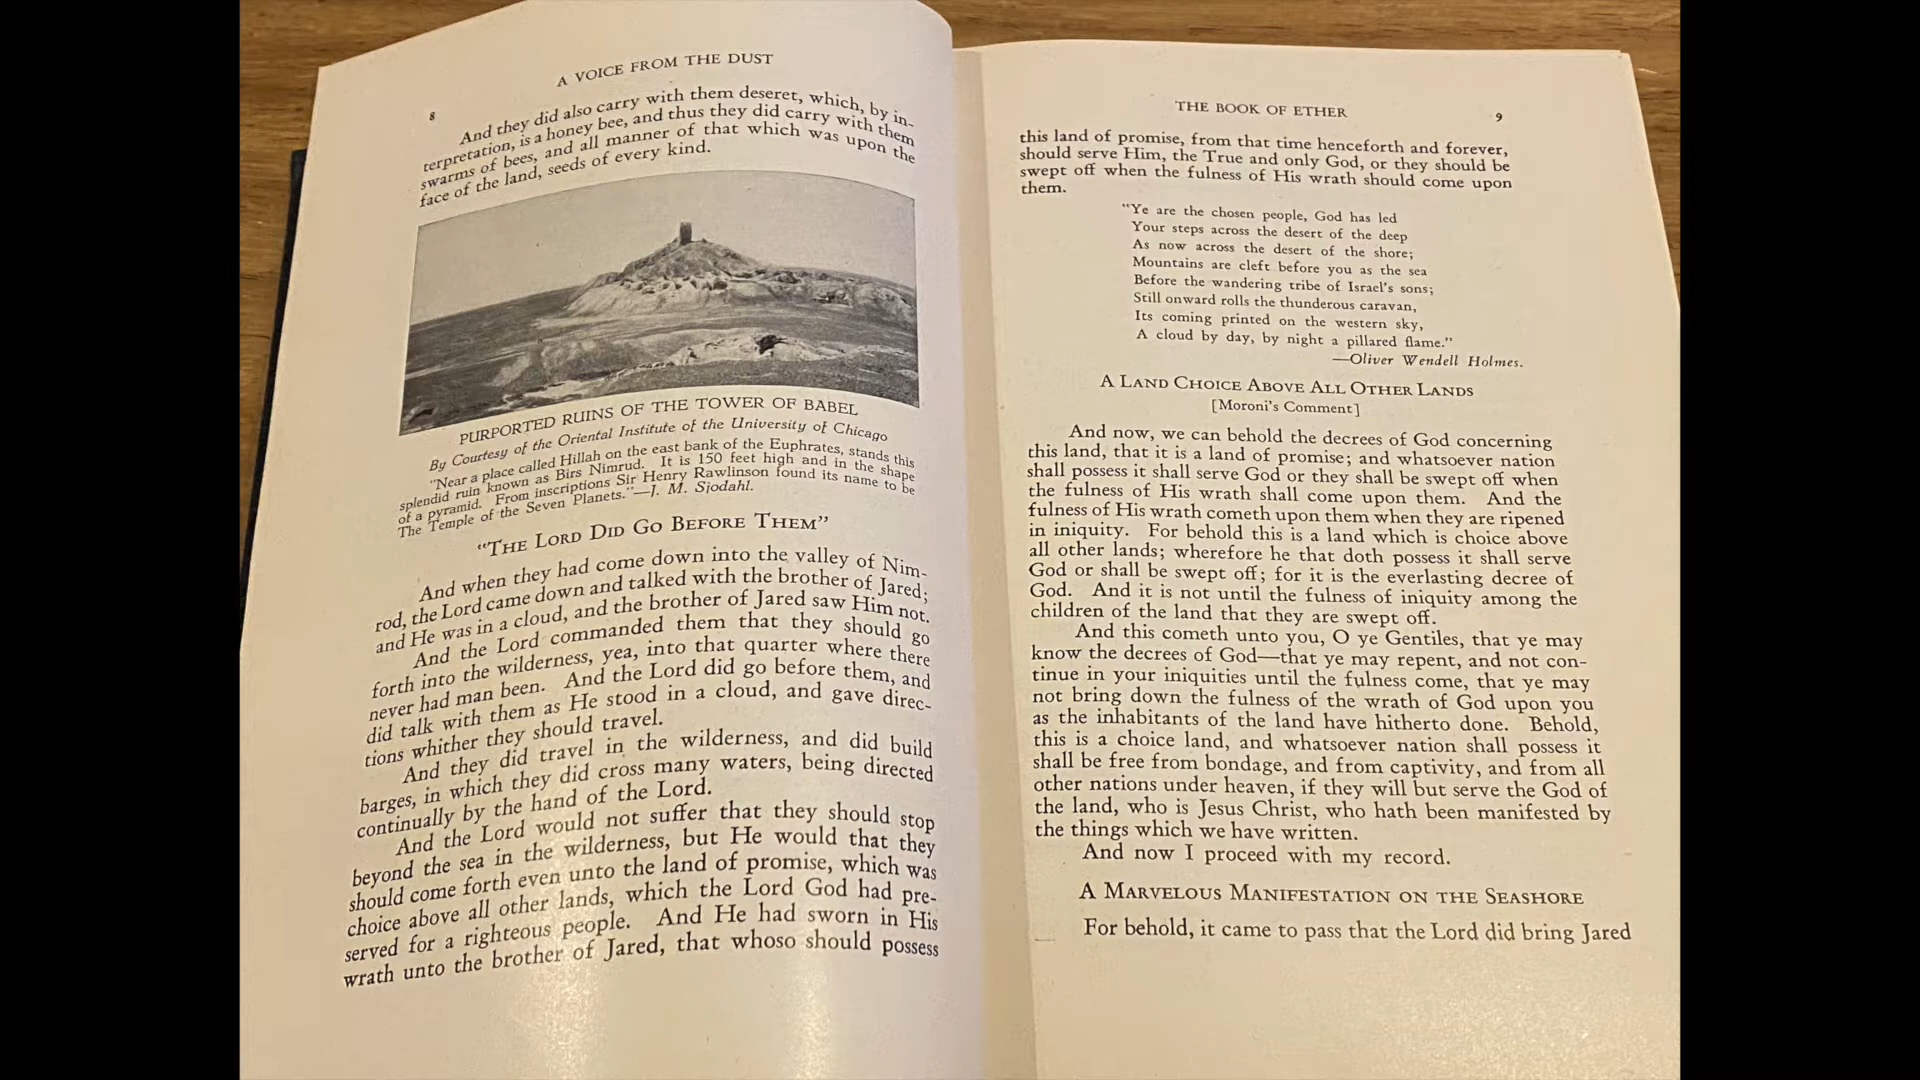 A VOICE FROM THE DUST
8
And they did also carry with them deseret, which, by in-
terpretation, is a honey bee, and thus they did carry with them
swarms of bees, and all manner of that which was upon the
face of the land, seeds of every kind.
PURPORTED RUINS OF THE TOWER OF BABEL
By Courtesy of the Oriental Institute of the University of Chicago
"Near a place called Hillah on the east bank of the Euphrates, stands this
splendid ruin known as Birs Nimrud. It is 150 feet high and in the shape
of a pyramid. From inscriptions Sir Henry Rawlinson found its name to be
The Temple of the Seven Planets."—J. M. Sjodahl.
"THE LORD DID GO BEFORE THEM"
And when they had come down into the valley of Nim-
rod, the Lord came down and talked with the brother of Jared;
and He was in a cloud, and the brother of Jared saw Him not.
And the Lord commanded them that they should go
forth into the wilderness, yea, into that quarter where there
never had man been. And the Lord did go before them, and
did talk with them as He stood in a cloud, and gave direc-
tions whither they should travel.
And they did travel in the wilderness, and did build
barges, in which they did cross many waters, being directed
continually by the hand of the Lord.
And the Lord would not suffer that they should stop
beyond the sea in the wilderness, but He would that they
should come forth even unto the land of promise, which was
choice above all other lands, which the Lord God had pre-
served for a righteous people. And He had sworn in His
wrath unto the brother of Jared, that whoso should possess
THE BOOK OF ETHER
9
this land of promise, from that time henceforth and forever,
should serve Him, the True and only God, or they should be
swept off when the fulness of His wrath should come upon
them.
"Ye are the chosen people, God has led
Your steps across the desert of the deep
As now across the desert of the shore;
Mountains are cleft before you as the sea
Before the wandering tribe of Israel's sons;
Still onward rolls the thunderous caravan,
Its coming printed on the western sky,
A cloud by day, by night a pillared flame."
—Oliver Wendell Holmes.
A LAND CHOICE ABOVE ALL OTHER LANDS
[Moroni's Comment]
And now, we can behold the decrees of God concerning
this land, that it is a land of promise; and whatsoever nation
shall possess it shall serve God or they shall be swept off when
the fulness of His wrath shall come upon them. And the
fulness of His wrath cometh upon them when they are ripened
in iniquity. For behold this is a land which is choice above
all other lands; wherefore he that doth possess it shall serve
God or shall be swept off; for it is the everlasting decree of
God. And it is not until the fulness of iniquity among the
children of the land that they are swept off.
And this cometh unto you, O ye Gentiles, that ye may
know the decrees of God—that ye may repent, and not con-
tinue in your iniquities until the fulness come, that ye may
not bring down the fulness of the wrath of God upon you
as the inhabitants of the land have hitherto done. Behold,
this is a choice land, and whatsoever nation shall possess it
shall be free from bondage, and from captivity, and from all
other nations under heaven, if they will but serve the God of
the land, who is Jesus Christ, who hath been manifested by
the things which we have written.
And now I proceed with my record.
A MARVELOUS MANIFESTATION ON THE SEASHORE
For behold, it came to pass that the Lord did bring Jared